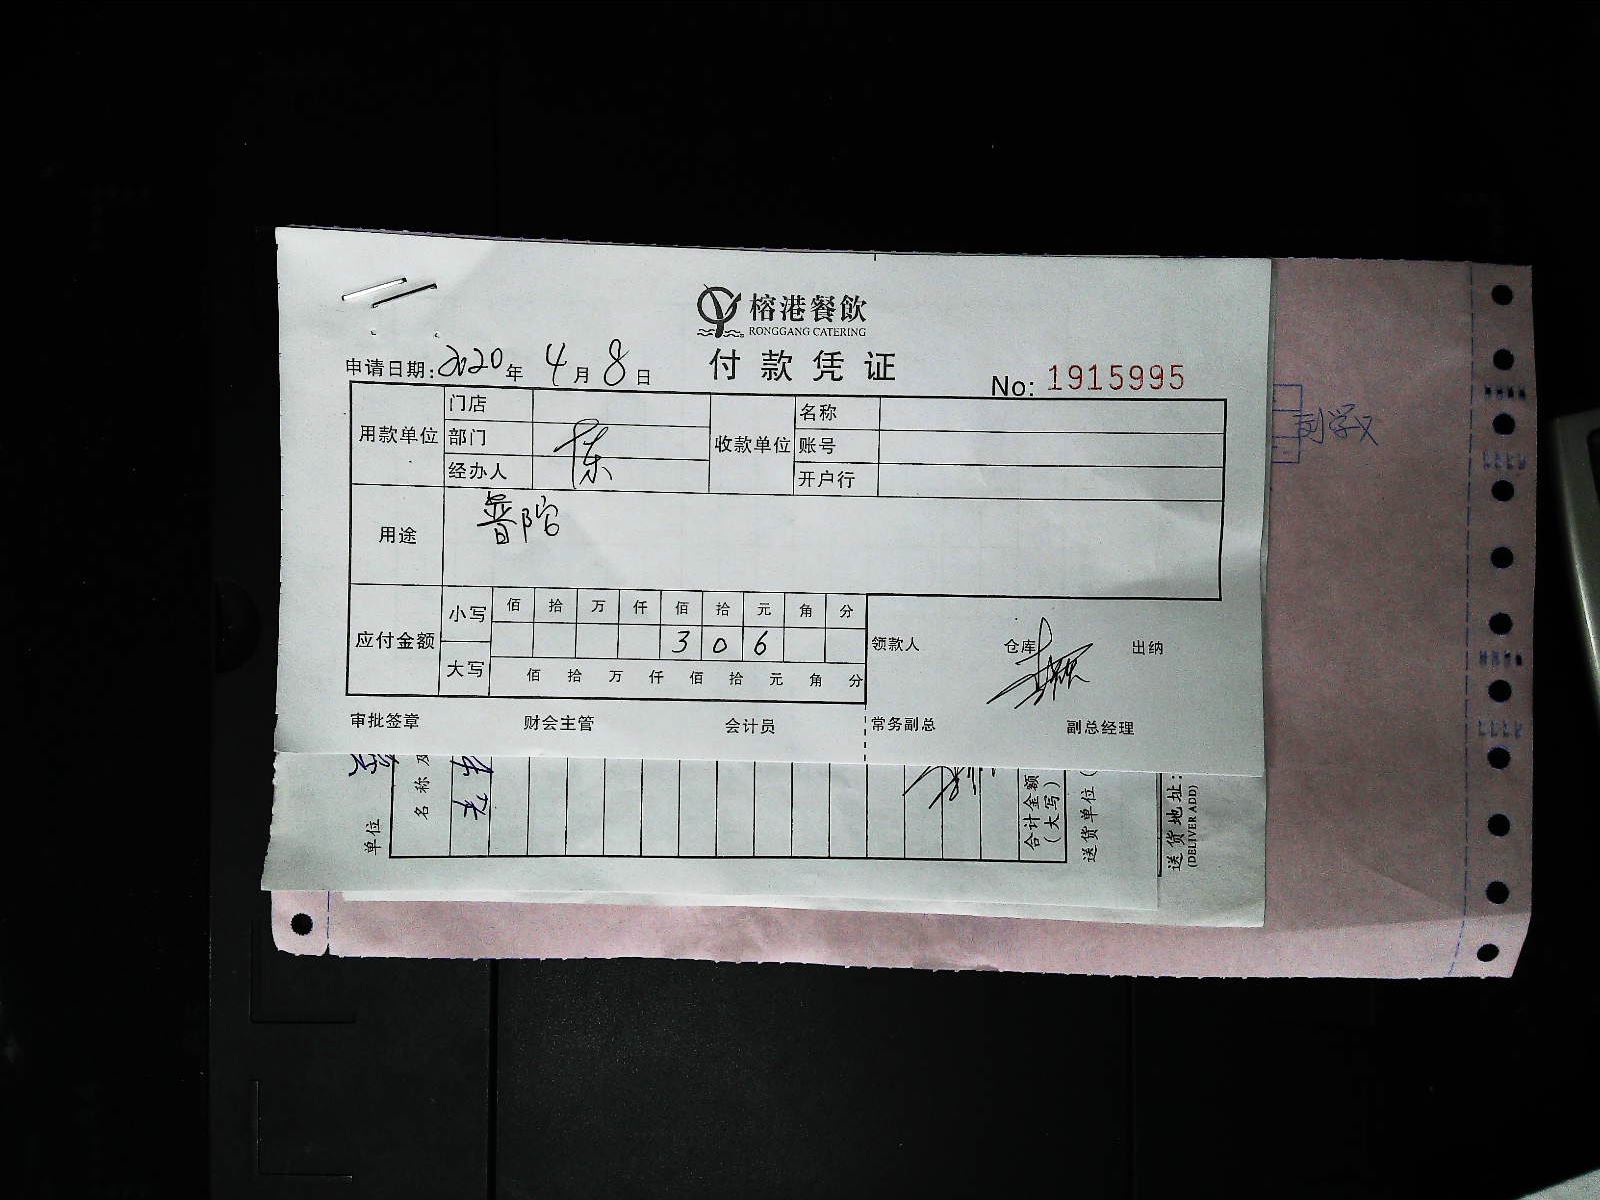 榕港餐飲
RONGGANG CATERING
付款凭证
申请日期:2020年4月8日
No: 1915995
用款单位
门店
部门
经办人
陈
收款单位
名称
账号
开户行
用途
普陀
应付金额
小写
佰 拾 万 仟 佰 拾 元 角 分
3 0 6
大写
佰 拾 万 仟 佰 拾 元 角 分
领款人 仓库 出纳
审批签章 财会主管 会计员 常务副总 副总经理
单位
名称及
合计金额
(大写)
送货单位(
送货地址:
(DELIVER ADD)